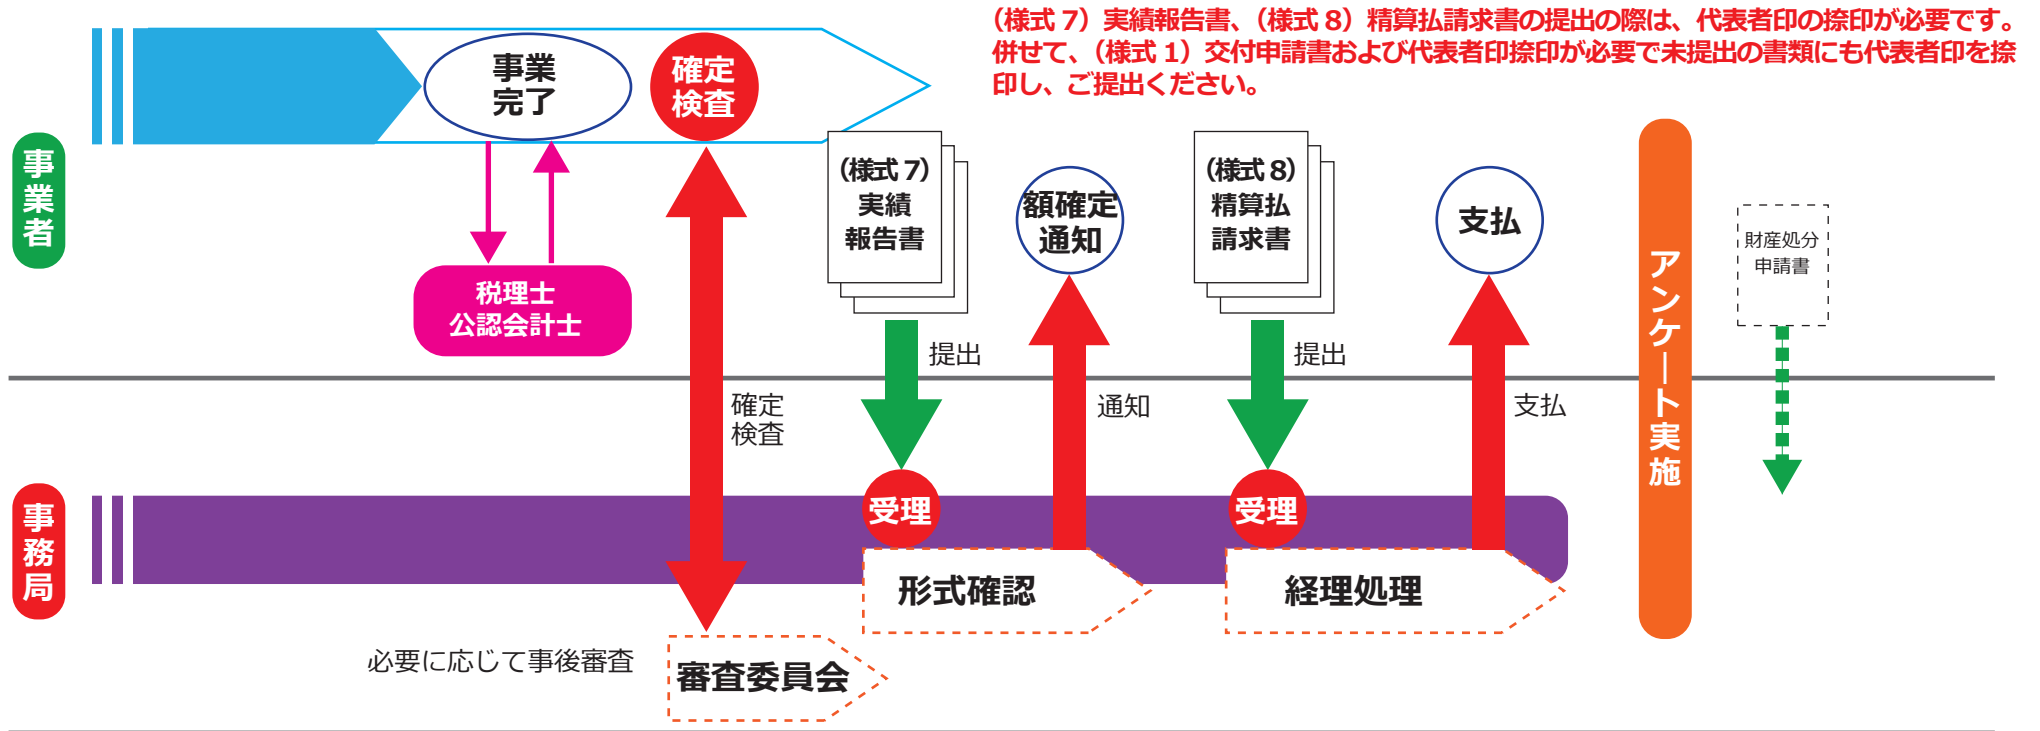 （様式７）実績報告書、（様式８）精算払請求書の提出の際は、代表者印の捺印が必要です。
併せて、（様式１）交付申請書および代表者印捺印が必要で未提出の書類にも代表者印を捺
印し、ご提出ください。
事業者
事業
完了
確定
検査
税理士
公認会計士
（様式７）
実績
報告書
提出
額確定
通知
（様式８）
精算払
請求書
提出
支払
アンケート実施
財産処分
申請書
確定
検査
通知
支払
事務局
受理
受理
形式確認
経理処理
必要に応じて事後審査
審査委員会